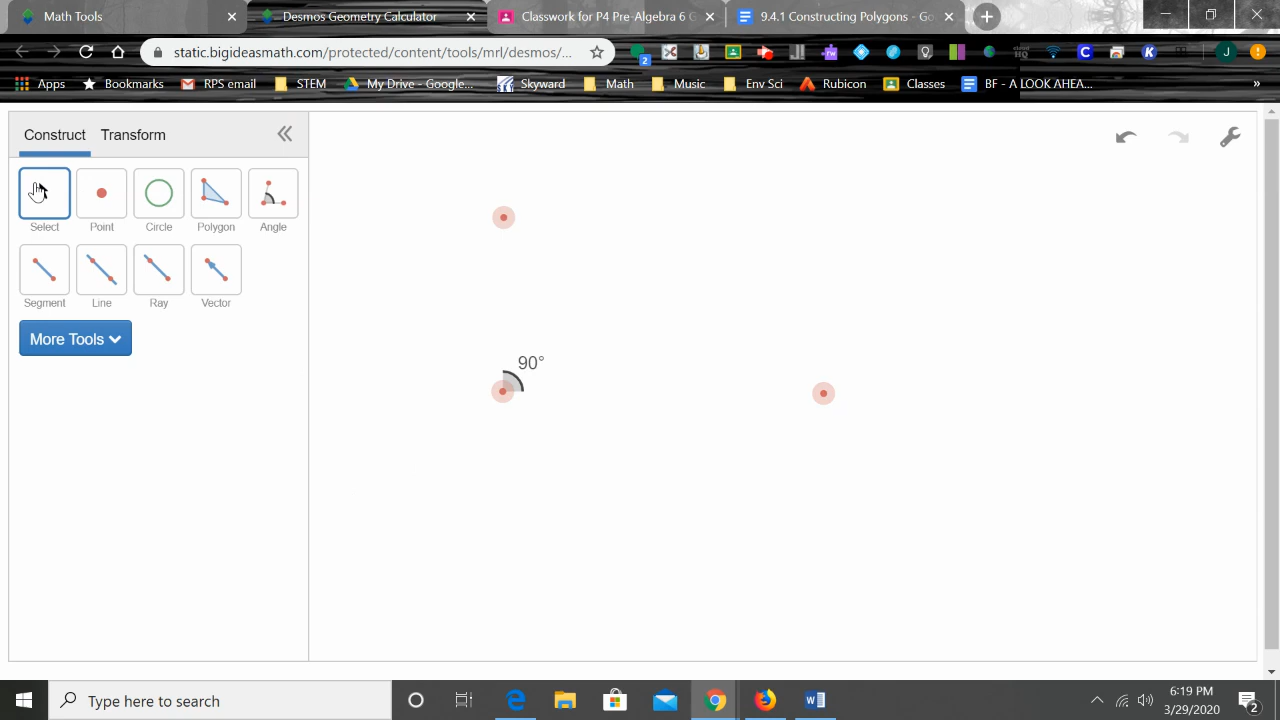 Math Tools
Desmos Geometry Calculator
Classwork for P4 Pre-Algebra 6
9.4.1 Constructing Polygons - Go
static.bigideasmath.com/protected/content/tools/mrl/desmos/...
2
J
Apps
Bookmarks
RPS email
STEM
My Drive - Google...
Skyward
Math
Music
Env Sci
Rubicon
Classes
BF - A LOOK AHEA...
»
Construct
Transform
Select
Point
Circle
Polygon
Angle
Segment
Line
Ray
Vector
More Tools
90°
Type here to search
6:19 PM
3/29/2020
2